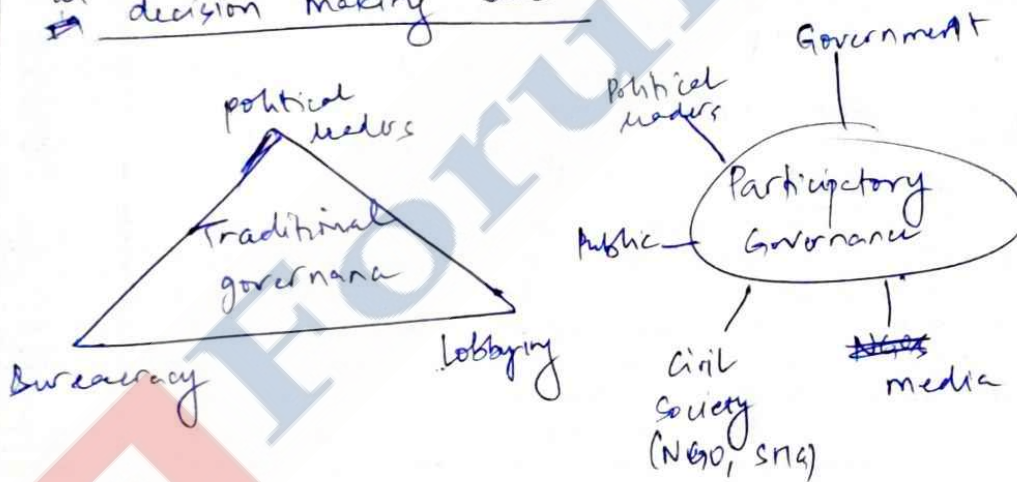 decision making
Government
political
leaders
Political
leaders
Traditional
governance
Participatory
Governance
Public
Bureaucracy
Lobbying
Civil
Society
(NGO, SHG)
media
Forum